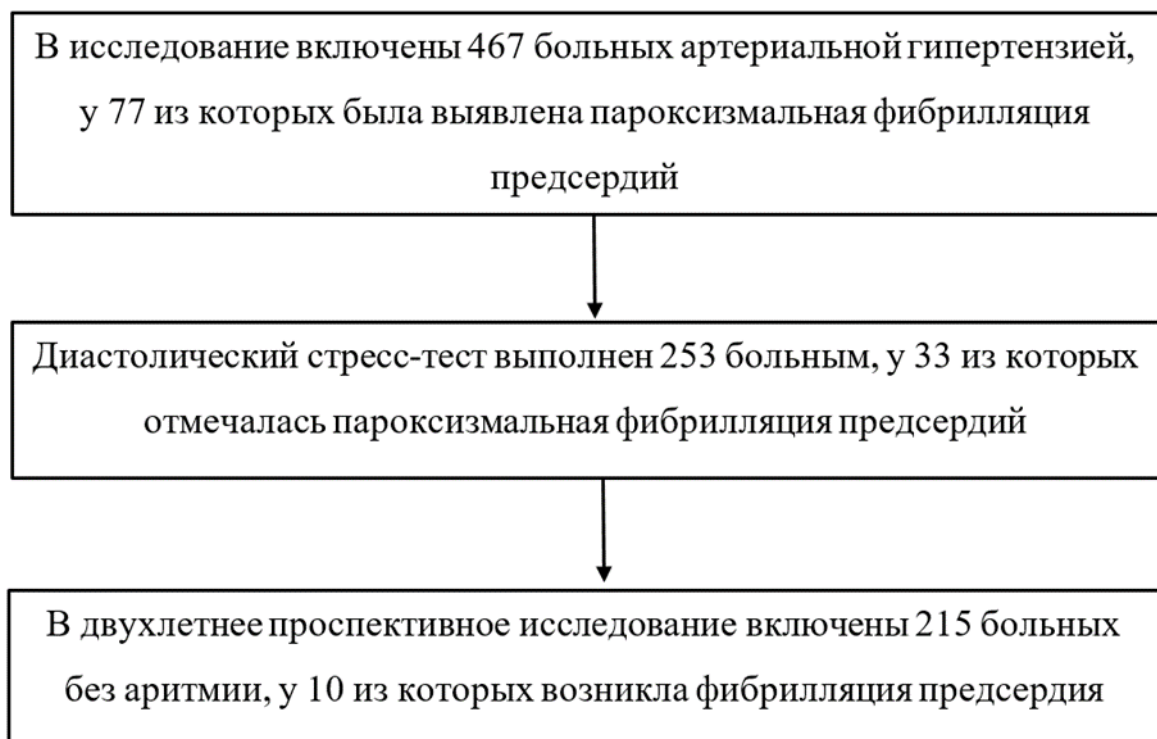 В исследование включены 467 больных артериальной гипертензией,
у 77 из которых была выявлена пароксизмальная фибрилляция
предсердий
Диастолический стресс-тест выполнен 253 больным, у 33 из которых
отмечалась пароксизмальная фибрилляция предсердий
В двухлетнее проспективное исследование включены 215 больных
без аритмии, у 10 из которых возникла фибрилляция предсердия